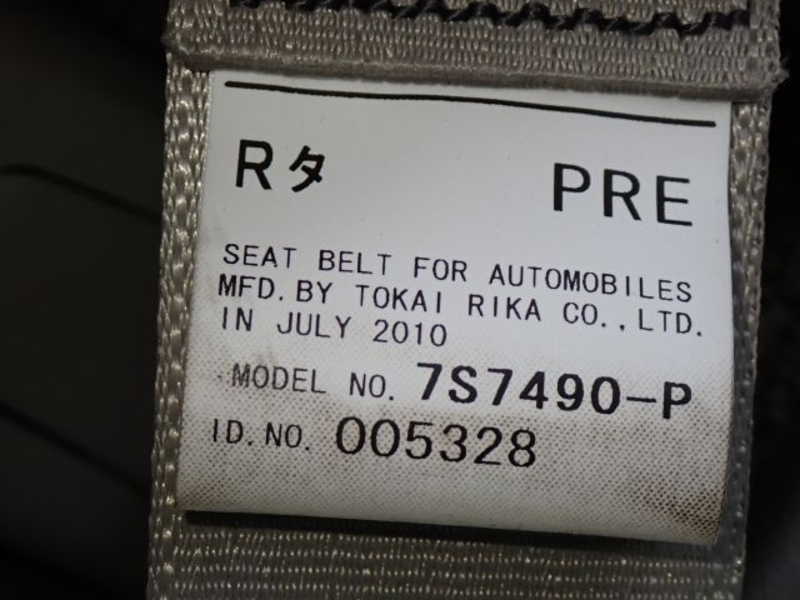 Rタ PRE
SEAT BELT FOR AUTOMOBILES
MFD. BY TOKAI RIKA CO., LTD.
IN JULY 2010
MODEL NO. 7S7490-P
ID. NO. 005328